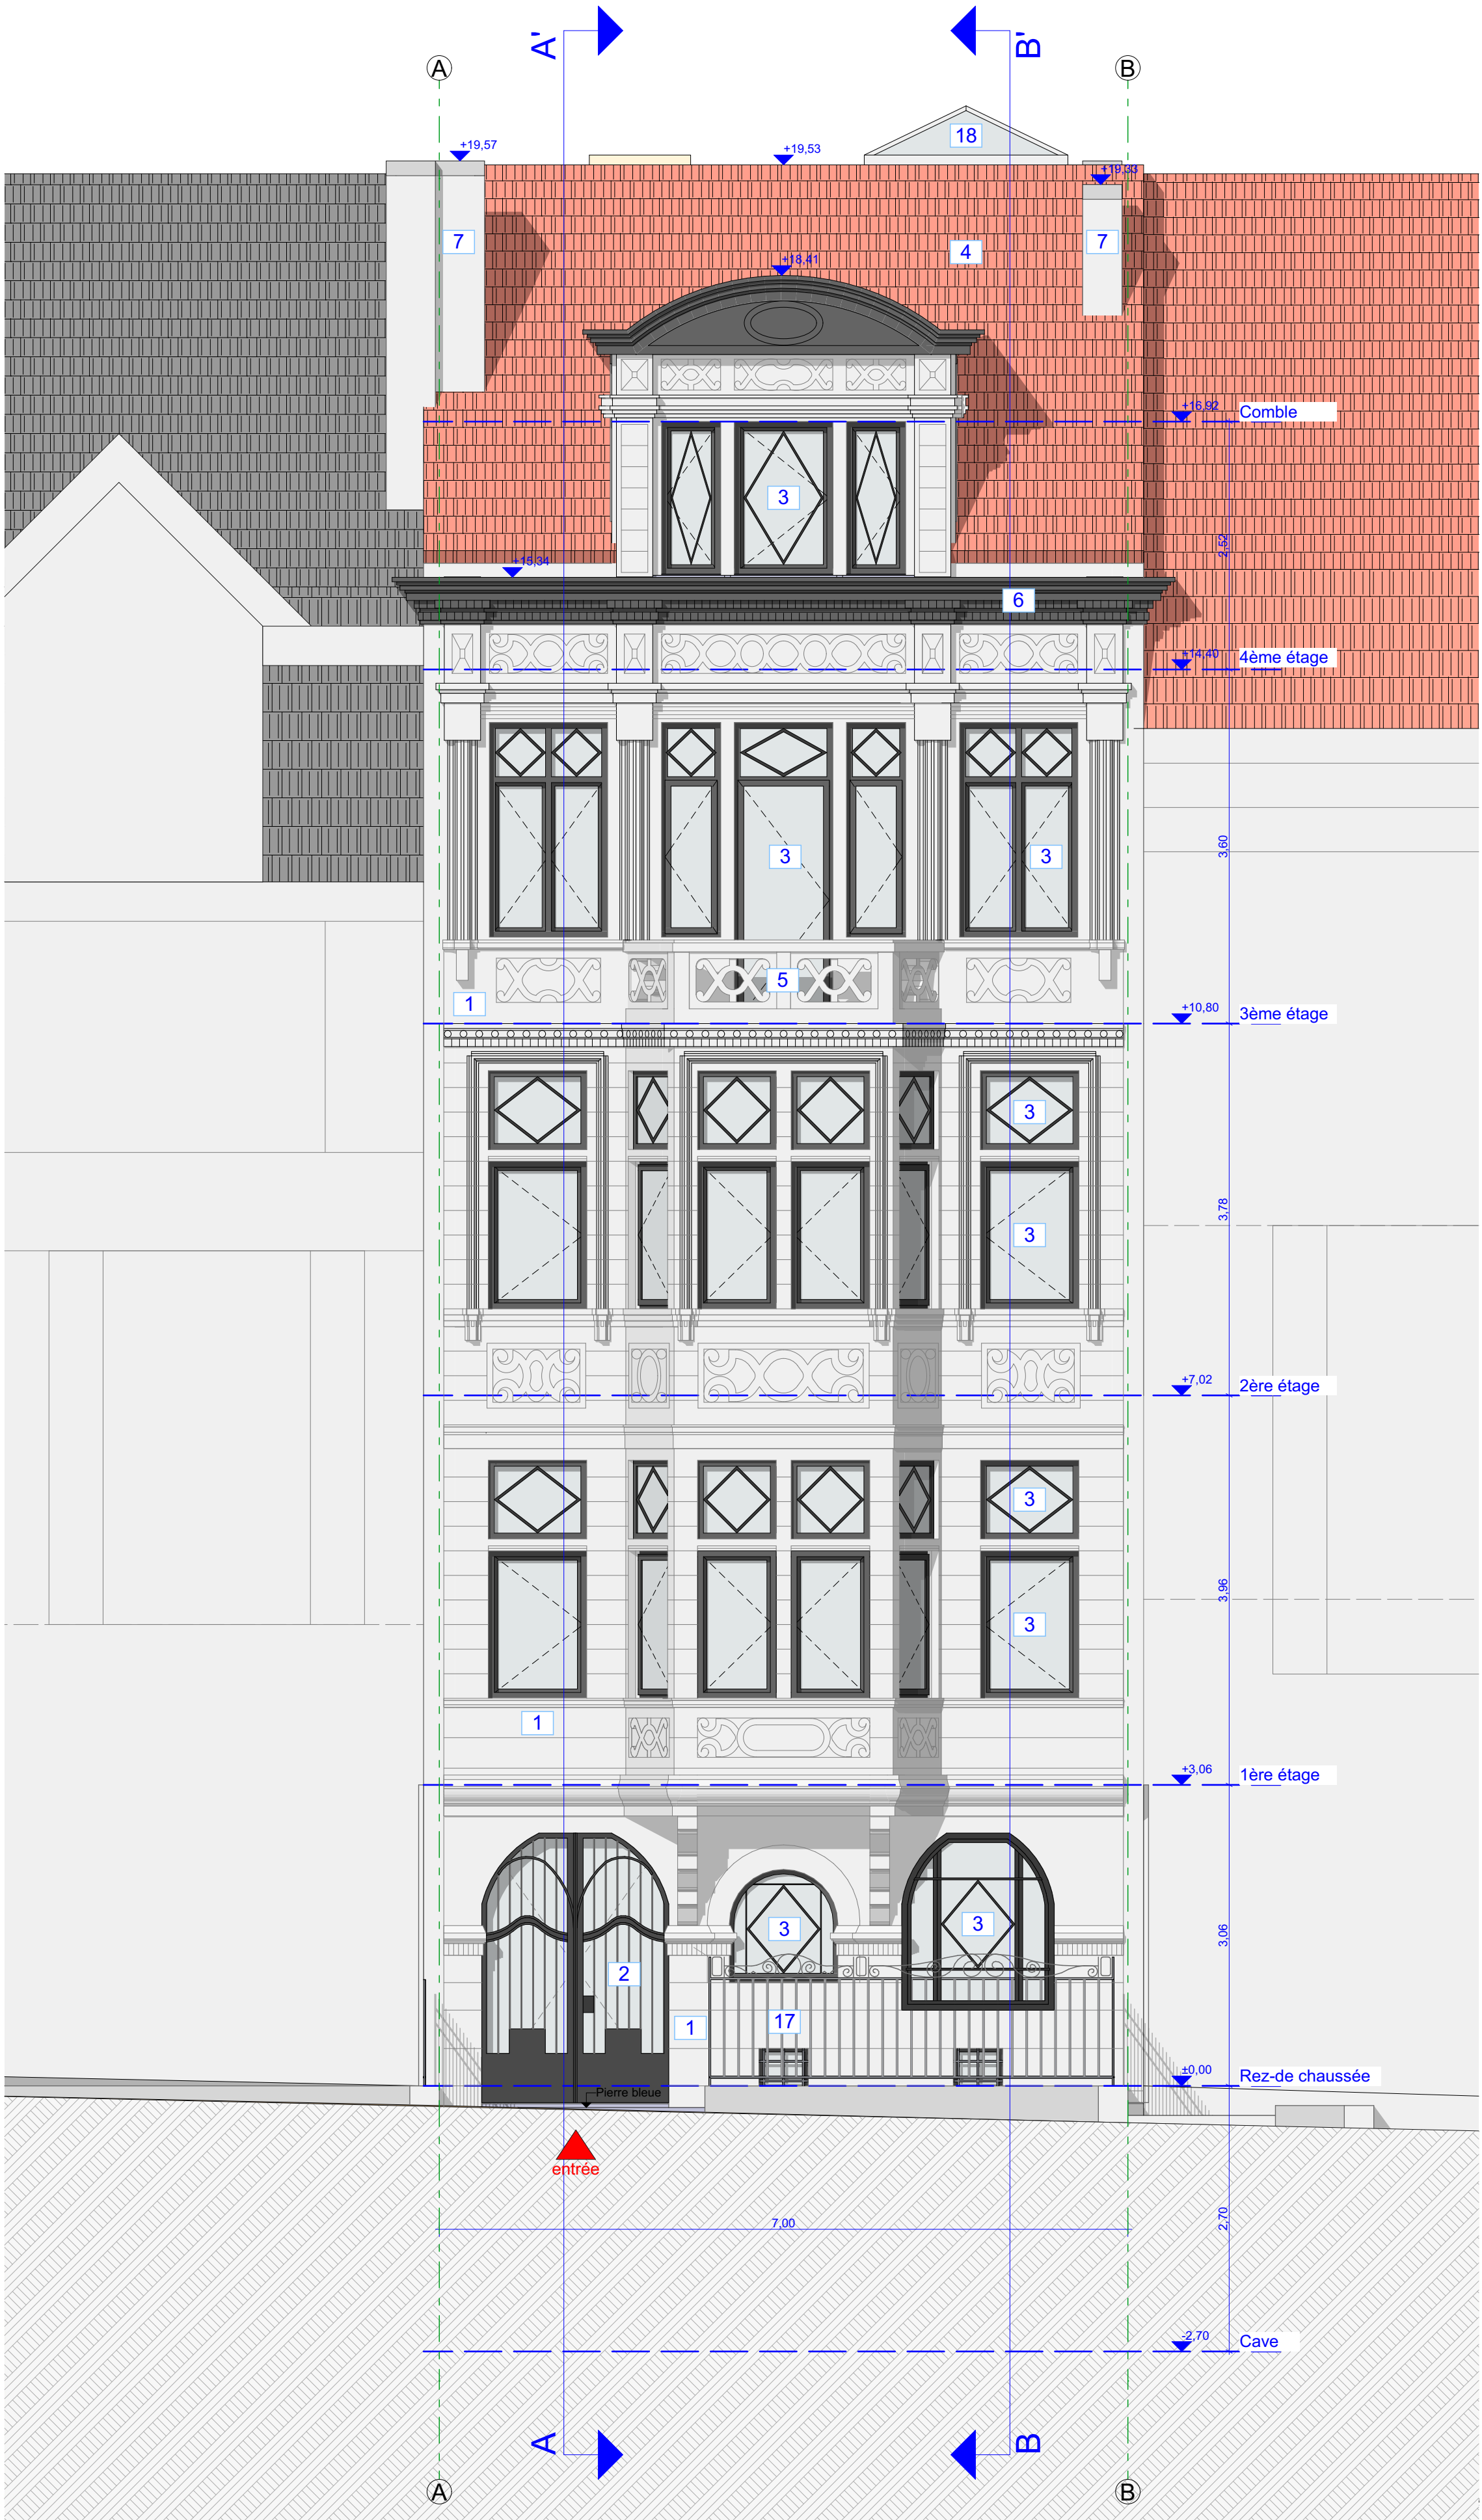 A'
B'
A
B
+19,57
+19,53
18
+19,33
7
4
7
+18,41
+16,92
Comble
3
2,52
+15,34
6
+14,40
4ème étage
3
3
3,60
5
1
+10,80
3ème étage
3
3
3,78
+7,02
2ère étage
3
3
3,96
1
+3,06
1ère étage
3
3
2
3,06
1
17
±0,00
Rez-de chaussée
Pierre bleue
entrée
7,00
2,70
-2,70
Cave
A
B
A
B